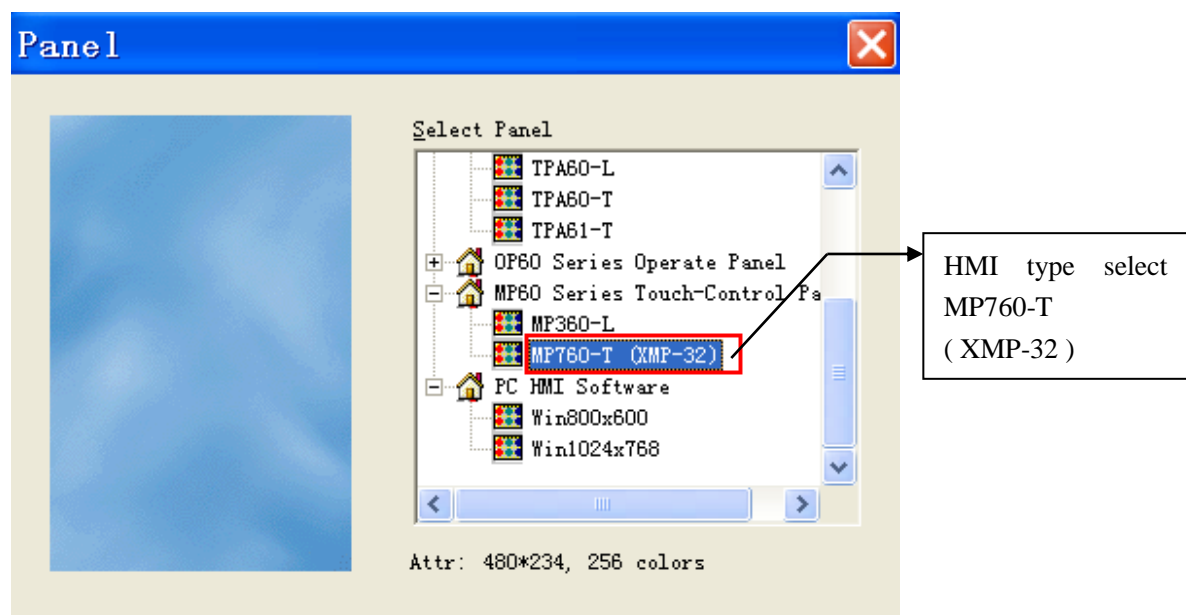 Panel
Select Panel
TPA60-L
TPA60-T
TPA61-T
OP60 Series Operate Panel
MP60 Series Touch-Control Pa
MP360-L
MP760-T (XMP-32)
PC HMI Software
Win800x600
Win1024x768
Attr: 480*234, 256 colors
HMI type select
MP760-T
( XMP-32 )